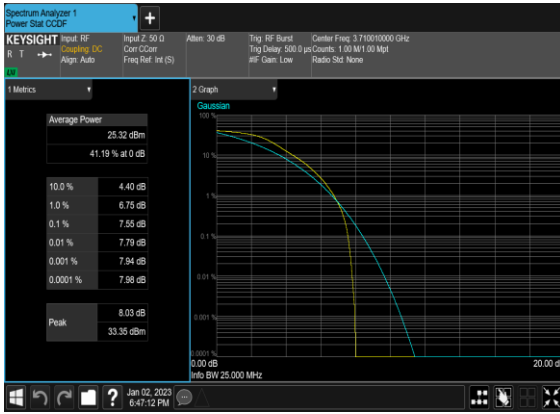 Spectrum Analyzer 1
Power Stat CCDF
KEYSIGHT
R T
LV
Input: RF
Coupling: DC
Align: Auto
Input Z: 50 Ω
Corr CCorr
Freq Ref: Int (S)
Atten: 30 dB
Trig: RF Burst
Trig Delay: 500.0 µs
#IF Gain: Low
Center Freq: 3.710010000 GHz
Counts: 1.00 M/1.00 Mpt
Radio Std: None
1 Metrics
Average Power
25.32 dBm
41.19 % at 0 dB
10.0 % 4.40 dB
1.0 % 6.75 dB
0.1 % 7.55 dB
0.01 % 7.79 dB
0.001 % 7.94 dB
0.0001 % 7.98 dB
Peak
8.03 dB
33.35 dBm
2 Graph
Gaussian
100 %
10 %
1 %
0.1 %
0.01 %
0.001 %
0.0001 %
0.00 dB
20.00 d
Info BW 25.000 MHz
Jan 02, 2023
6:47:12 PM